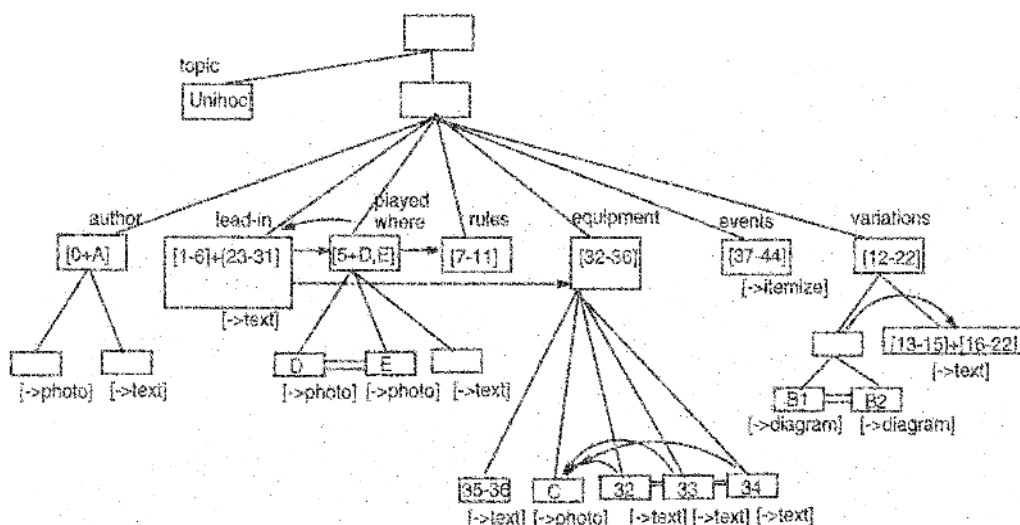 topic
Unihoc
author
lead-in
played
where
rules
equipment
events
variations
[0+A]
[1-6]+[23-31]
[5+D,E]
[7-11]
[32-36]
[37-44]
[12-22]
[->itemize]
[->text]
[13-15]+[16-22]
[->text]
D
E
[->photo]
[->text]
[->photo]
[->photo]
[->text]
B1
B2
[->diagram]
[->diagram]
35-36
C
32
33
34
[->text]
[->photo]
[->text]
[->text]
[->text]